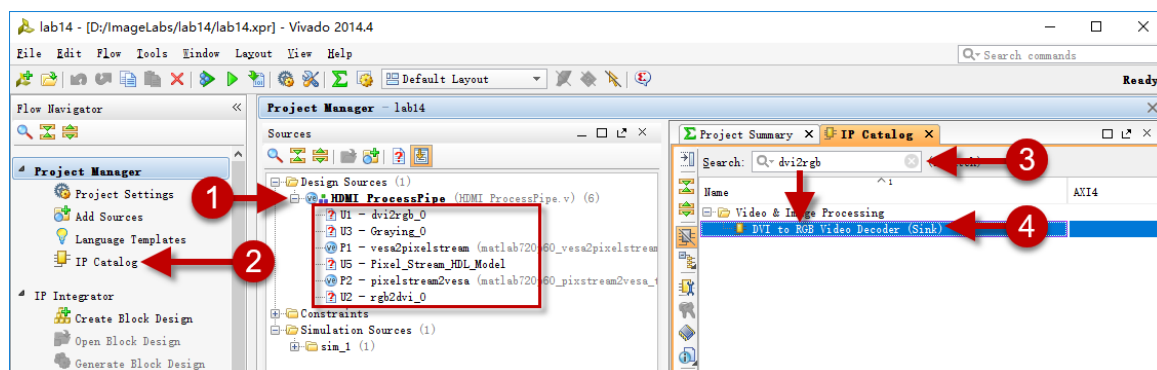 lab14 - [D:/ImageLabs/lab14/lab14.xpr] - Vivado 2014.4
File Edit Flow Tools Window Layout View Help
Search commands
Default Layout
Ready
Flow Navigator
Project Manager
Project Settings
Add Sources
Language Templates
IP Catalog
IP Integrator
Create Block Design
Open Block Design
Generate Block Design
Project Manager - lab14
Sources
Design Sources (1)
HDMI_ProcessPipe (HDMI_ProcessPipe.v) (6)
U1 - dvi2rgb_0
U3 - Graying_0
P1 - vesa2pixelstream
U5 - Pixel_Stream_HDL_Model
P2 - pixelstream2vesa
U2 - rgb2dvi_0
Constraints
Simulation Sources (1)
sim_1 (1)
Project Summary IP Catalog
Search: dvi2rgb
Name 1 AXI4
Video & Image Processing
DVI to RGB Video Decoder (Sink)
1
2
3
4